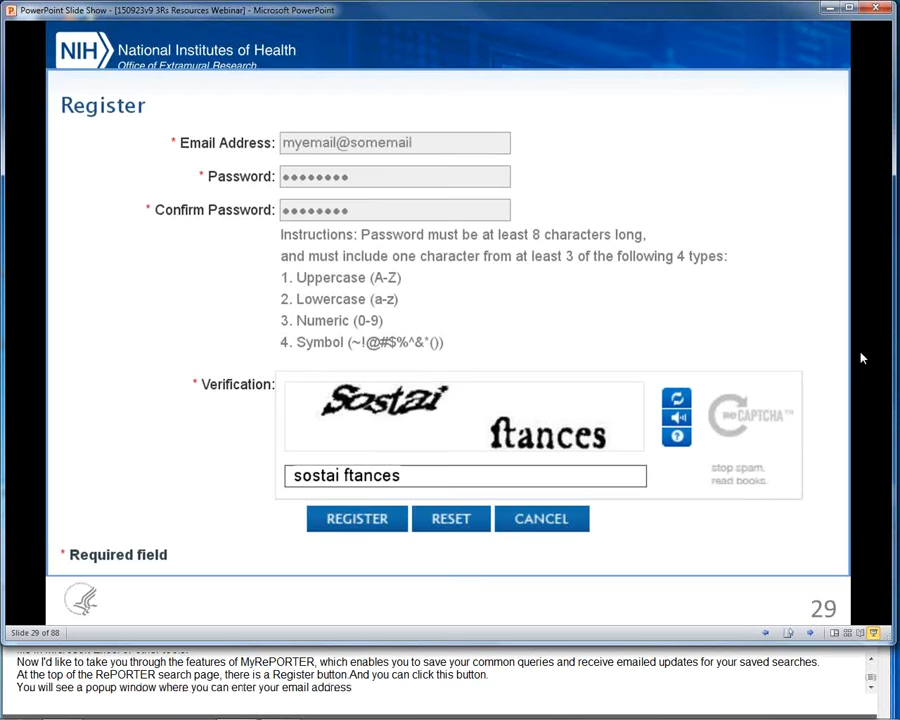 PowerPoint Slide Show - [150923v9 3Rs Resources Webinar] - Microsoft PowerPoint
NIH National Institutes of Health
Office of Extramural Research
Register
* Email Address: myemail@somemail
* Password: ●●●●●●●●
* Confirm Password: ●●●●●●●●
Instructions: Password must be at least 8 characters long,
and must include one character from at least 3 of the following 4 types:
1. Uppercase (A-Z)
2. Lowercase (a-z)
3. Numeric (0-9)
4. Symbol (~!@#$%^&*())
* Verification:
Sostai
ftances
reCAPTCHA™
sostai ftances
stop spam.
read books.
REGISTER RESET CANCEL
* Required field
29
Slide 29 of 88
Now I'd like to take you through the features of MyRePORTER, which enables you to save your common queries and receive emailed updates for your saved searches.
At the top of the RePORTER search page, there is a Register button.And you can click this button.
You will see a popup window where you can enter your email address